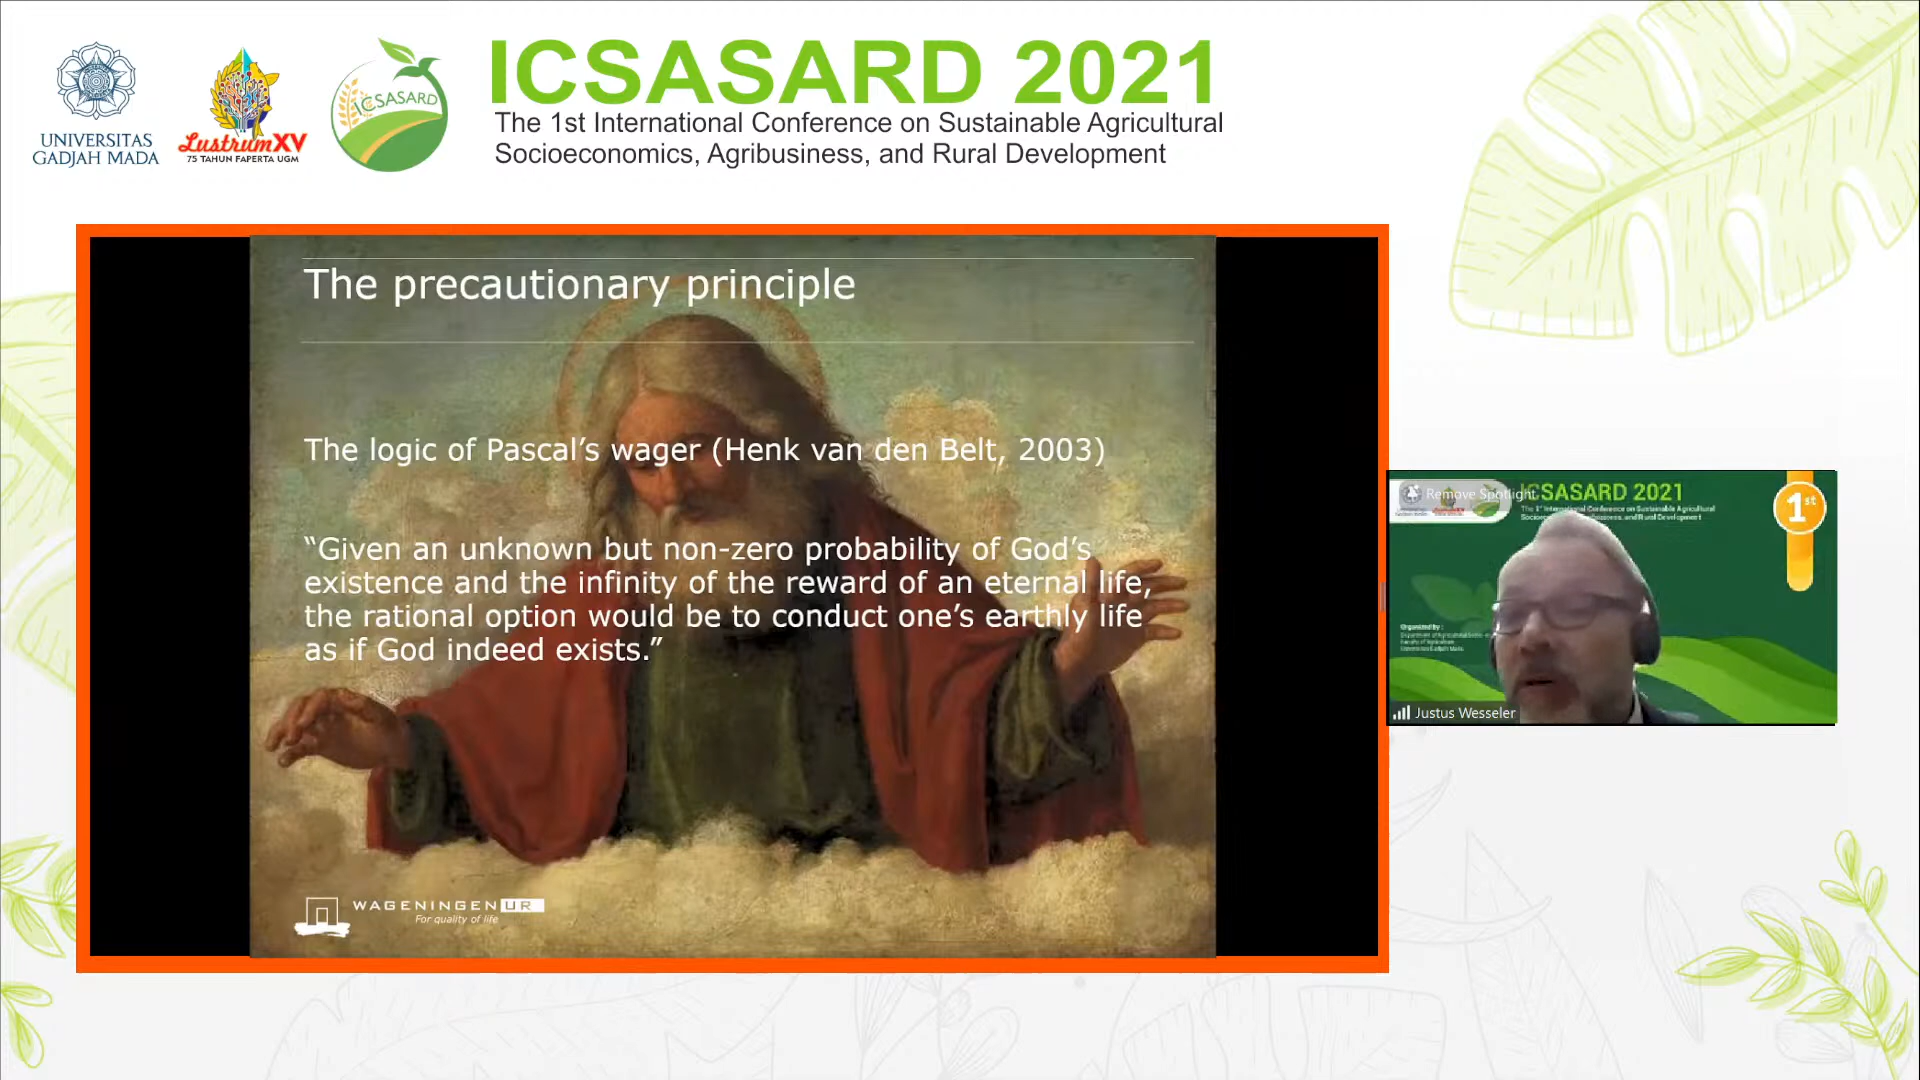 UNIVERSITAS
GADJAH MADA
LustrumXV
75 TAHUN FAPERTA UGM
ICSASARD
ICSASARD 2021
The 1st International Conference on Sustainable Agricultural
Socioeconomics, Agribusiness, and Rural Development
The precautionary principle
The logic of Pascal’s wager (Henk van den Belt, 2003)
“Given an unknown but non-zero probability of God’s
existence and the infinity of the reward of an eternal life,
the rational option would be to conduct one’s earthly life
as if God indeed exists.”
WAGENINGEN UR
For quality of life
Remove Spotlight
ICSASARD 2021
1st
Organized by :
Justus Wesseler